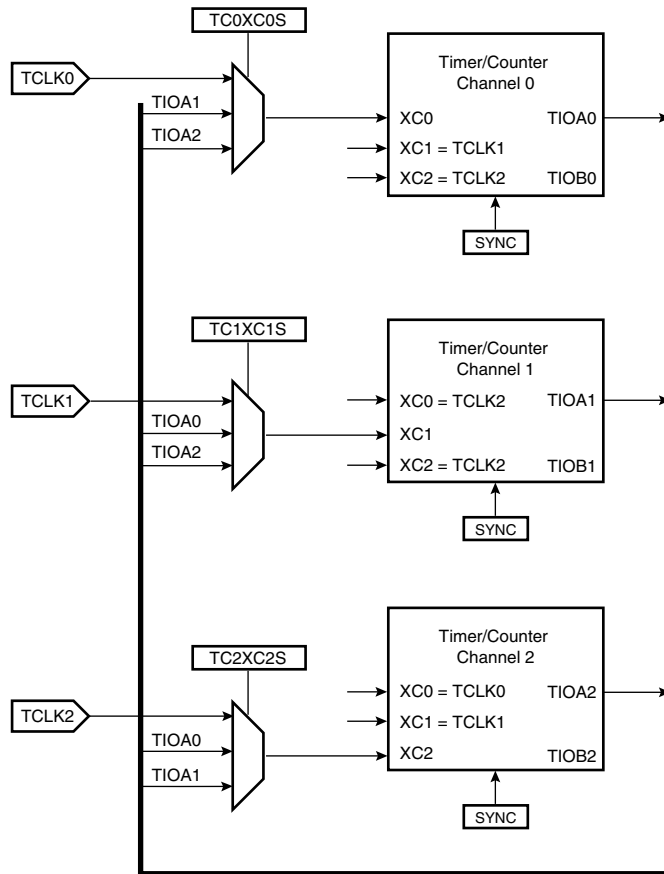 TC0XC0S
TCLK0
TIOA1
TIOA2
Timer/Counter
Channel 0
XC0
TIOA0
XC1 = TCLK1
XC2 = TCLK2
TIOB0
SYNC
TC1XC1S
TCLK1
TIOA0
TIOA2
Timer/Counter
Channel 1
XC0 = TCLK2
TIOA1
XC1
XC2 = TCLK2
TIOB1
SYNC
TC2XC2S
TCLK2
TIOA0
TIOA1
Timer/Counter
Channel 2
XC0 = TCLK0
TIOA2
XC1 = TCLK1
XC2
TIOB2
SYNC